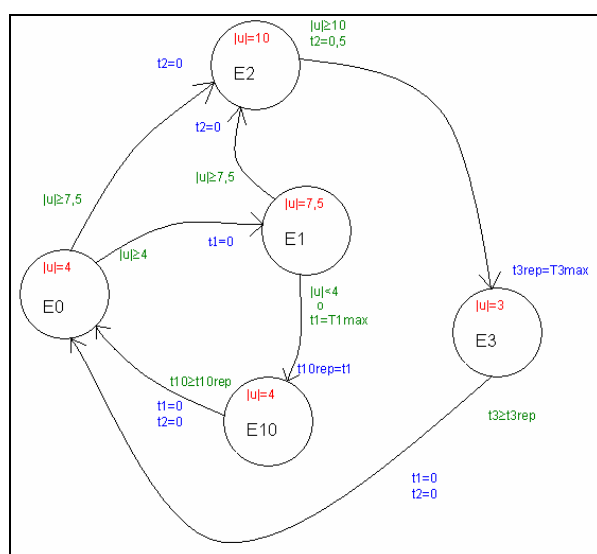 |u|≥10
t2=0,5
|u|=10
E2
t2=0
t2=0
|u|≥7,5
|u|≥7,5
|u|=7,5
E1
t1=0
|u|≥4
|u|=4
E0
|u|<4
o
t1=T1max
t3rep=T3max
|u|=3
E3
t10rep=t1
t10≥t10rep
t1=0
t2=0
|u|=4
E10
t3≥t3rep
t1=0
t2=0